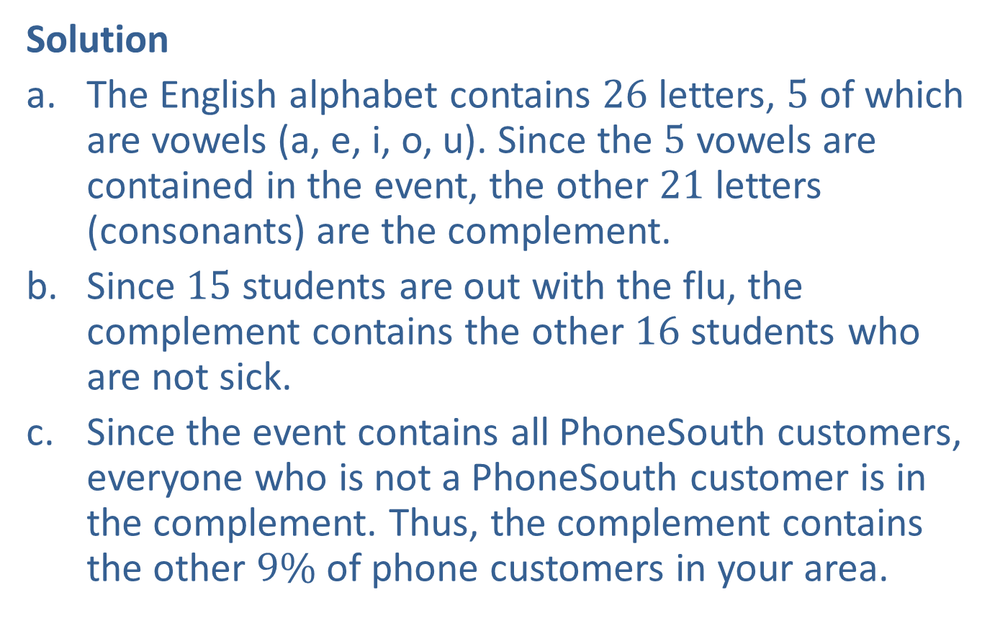 Solution
a. The English alphabet contains 26 letters, 5 of which
are vowels (a, e, i, o, u). Since the 5 vowels are
contained in the event, the other 21 letters
(consonants) are the complement.
b. Since 15 students are out with the flu, the
complement contains the other 16 students who
are not sick.
c. Since the event contains all PhoneSouth customers,
everyone who is not a PhoneSouth customer is in
the complement. Thus, the complement contains
the other 9% of phone customers in your area.